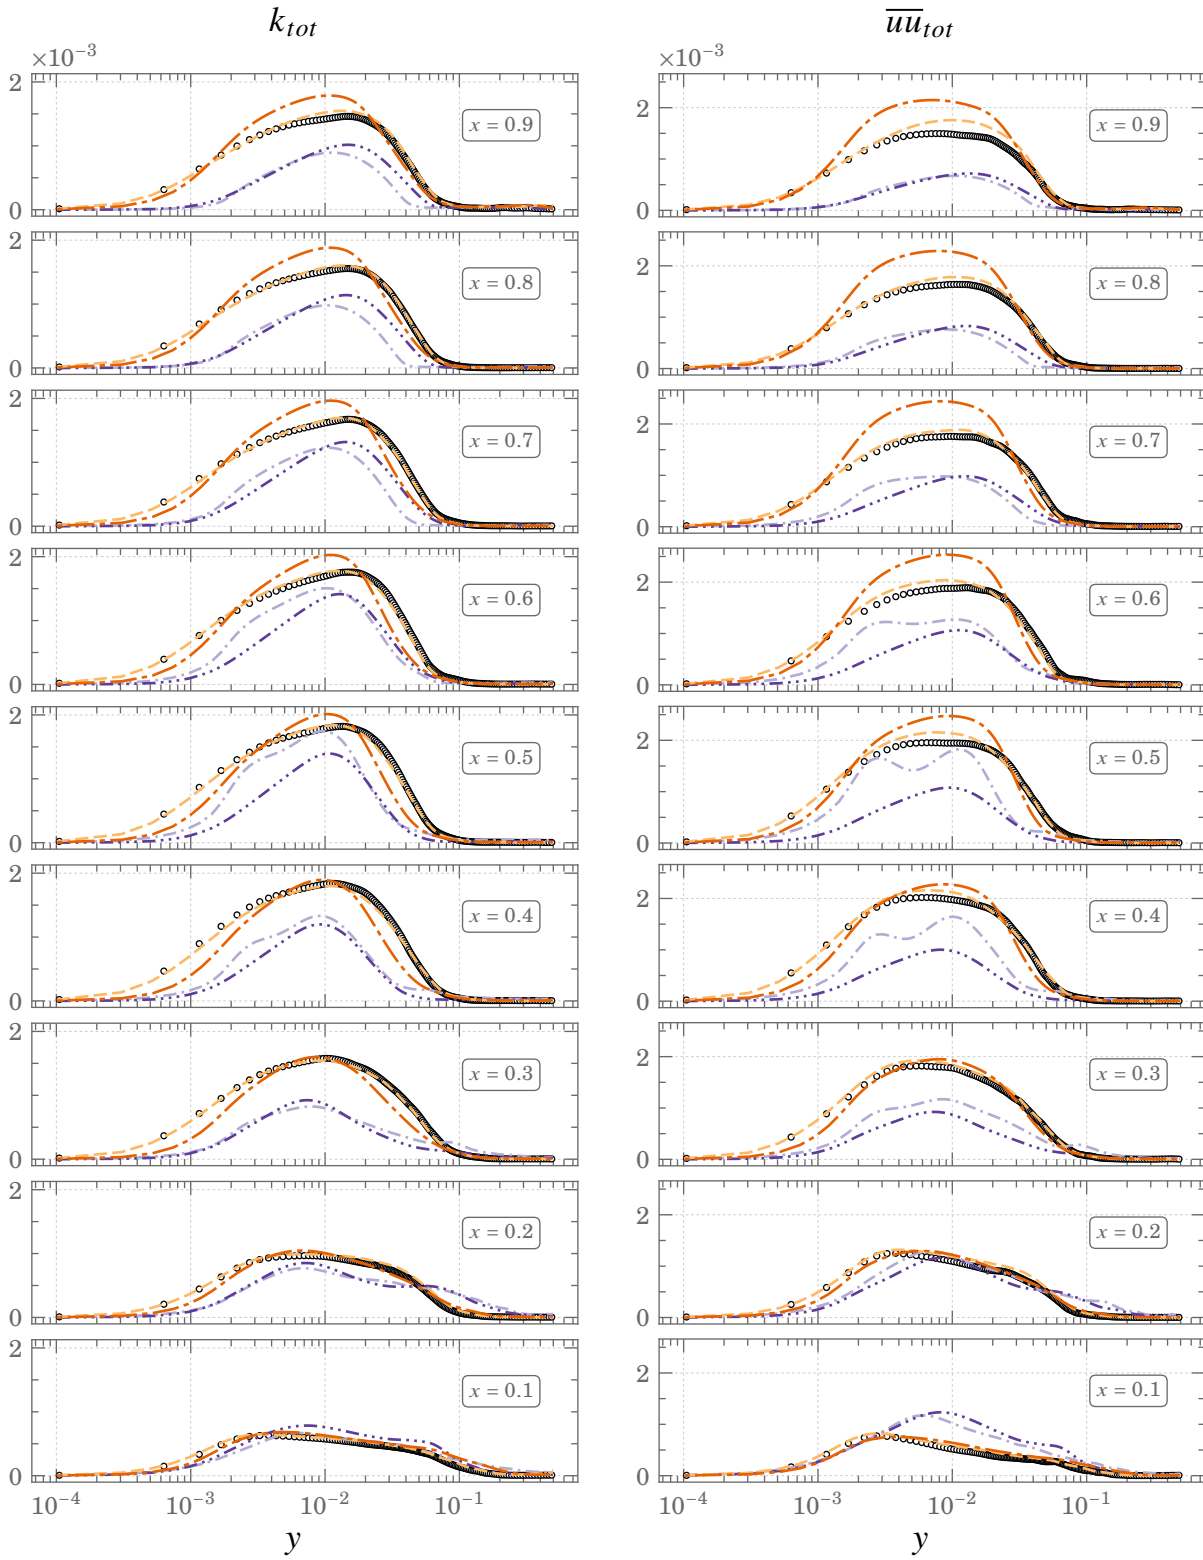 k_tot
\overline{uu}_tot
×10⁻³
×10⁻³
2
0
x = 0.9
x = 0.9
2
0
x = 0.8
2
0
x = 0.8
2
0
x = 0.7
2
0
x = 0.7
2
0
x = 0.6
2
0
x = 0.6
2
0
x = 0.5
2
0
x = 0.5
2
0
x = 0.4
2
0
x = 0.4
2
0
x = 0.3
2
0
x = 0.3
2
0
x = 0.2
2
0
x = 0.2
2
0
x = 0.1
2
0
x = 0.1
2
0
10⁻⁴ 10⁻³ 10⁻² 10⁻¹
10⁻⁴ 10⁻³ 10⁻² 10⁻¹
y
y